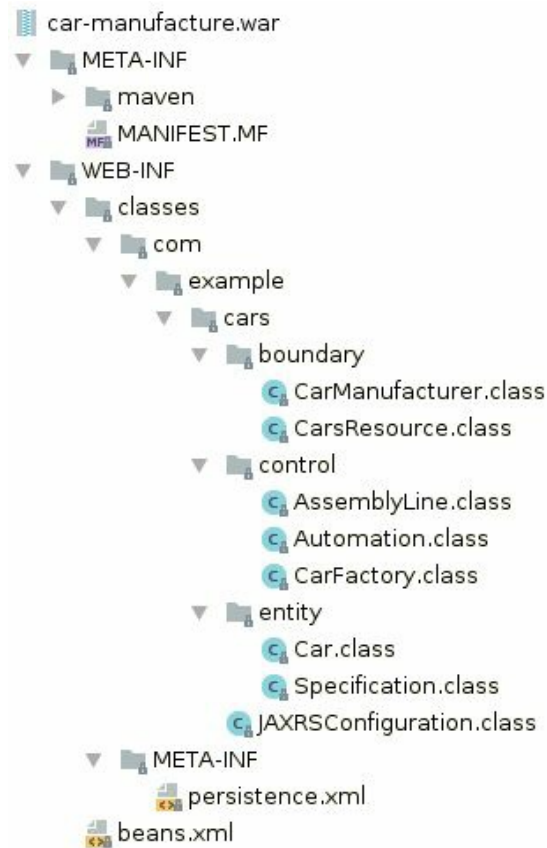 car-manufacture.war
META-INF
maven
MANIFEST.MF
WEB-INF
classes
com
example
cars
boundary
CarManufacturer.class
CarsResource.class
control
AssemblyLine.class
Automation.class
CarFactory.class
entity
Car.class
Specification.class
JAXRSConfiguration.class
META-INF
persistence.xml
beans.xml